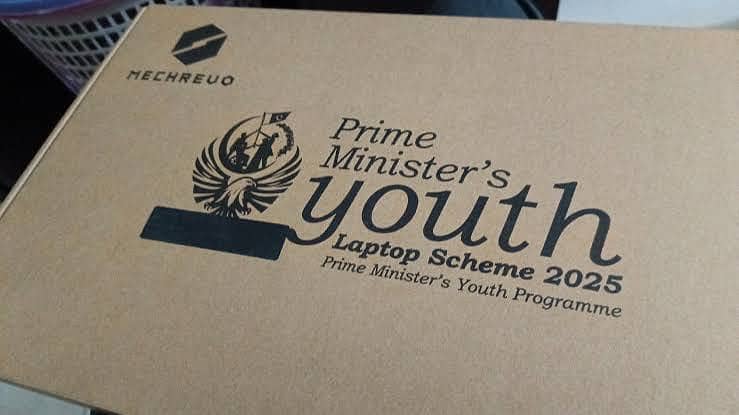 MECHREVO
Prime
Minister's
youth
Laptop Scheme 2025
Prime Minister's Youth Programme